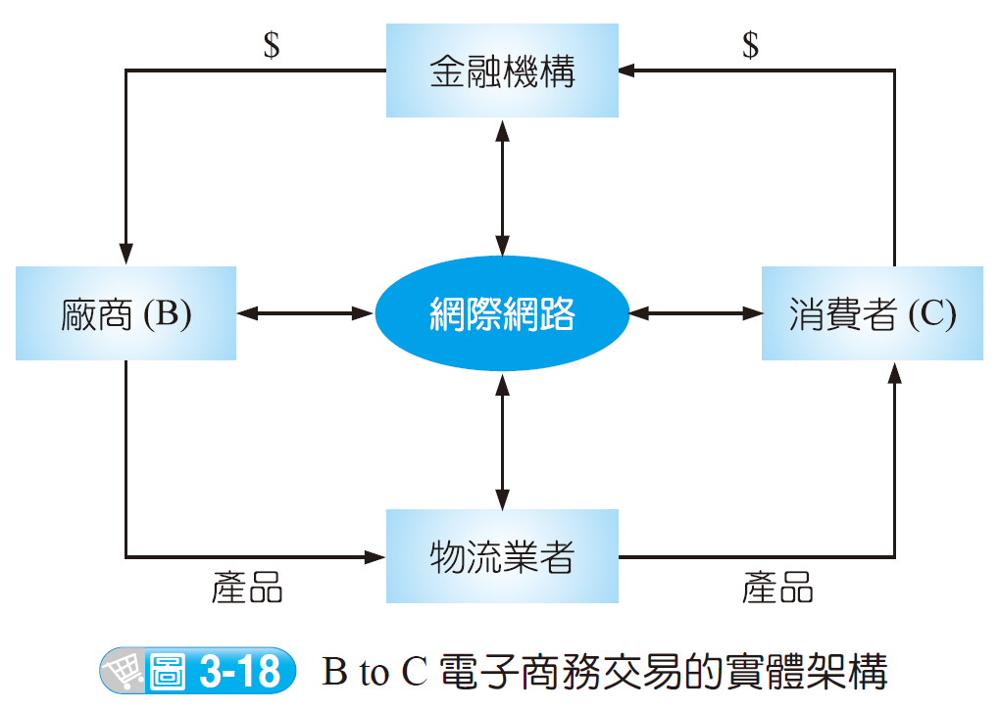 $
金融機構
$
廠商 (B)
網際網路
消費者 (C)
物流業者
產品
產品
圖 3-18 B to C 電子商務交易的實體架構